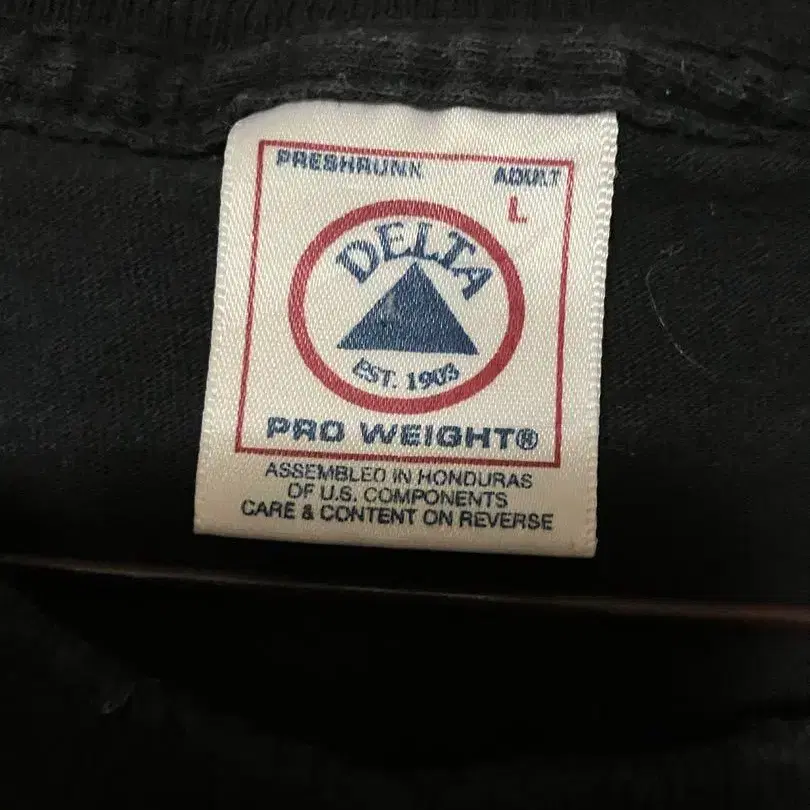 PRESHRUNK ADULT
L
DELTA
EST. 1903
PRO WEIGHT®
ASSEMBLED IN HONDURAS
OF U.S. COMPONENTS
CARE & CONTENT ON REVERSE